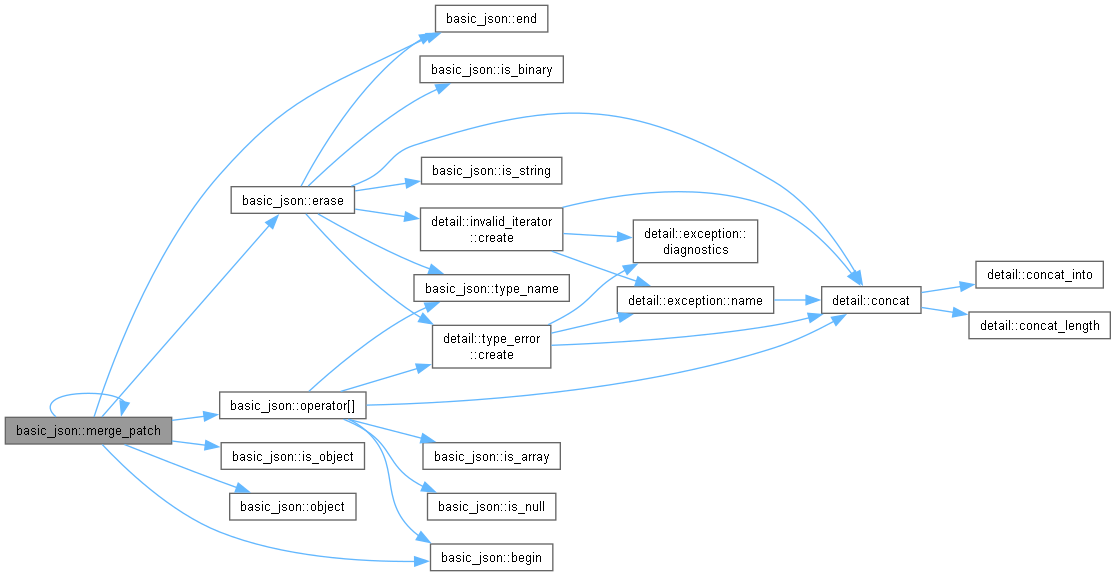 basic_json::end
basic_json::is_binary
basic_json::is_string
basic_json::erase
detail::invalid_iterator
::create
detail::exception::
diagnostics
detail::concat_into
basic_json::type_name
detail::exception::name
detail::concat
detail::concat_length
detail::type_error
::create
basic_json::operator[]
basic_json::merge_patch
basic_json::is_object
basic_json::is_array
basic_json::object
basic_json::is_null
basic_json::begin